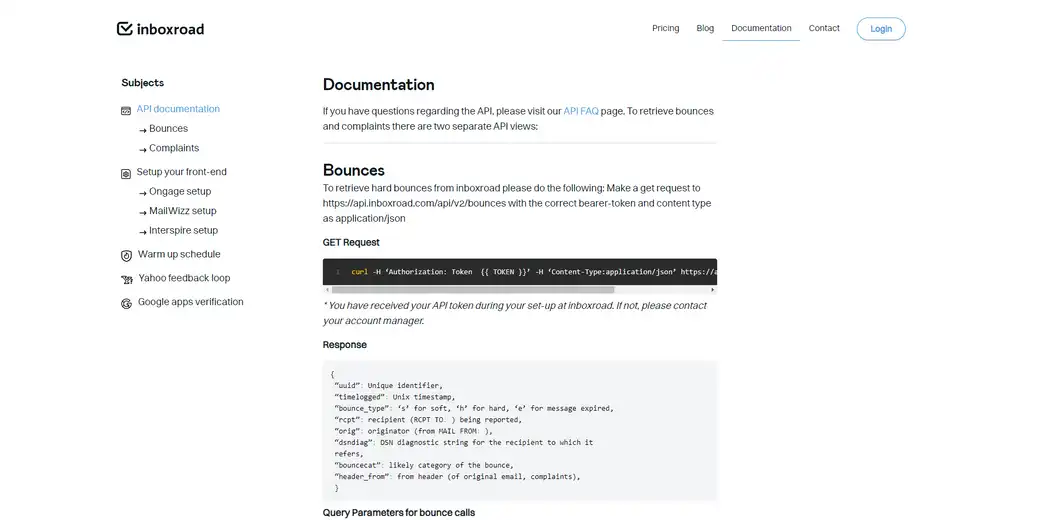 inboxroad
Pricing
Blog
Documentation
Contact
Login
Subjects
API documentation
→ Bounces
→ Complaints
Setup your front-end
→ Ongage setup
→ MailWizz setup
→ Interspire setup
Warm up schedule
Yahoo feedback loop
Google apps verification
Documentation
If you have questions regarding the API, please visit our API FAQ page. To retrieve bounces
and complaints there are two separate API views:
Bounces
To retrieve hard bounces from inboxroad please do the following: Make a get request to
https://api.inboxroad.com/api/v2/bounces with the correct bearer-token and content type
as application/json
GET Request
1 curl -H ‘Authorization: Token {{ TOKEN }}’ -H ‘Content-Type:application/json’ https://a
* You have received your API token during your set-up at inboxroad. If not, please contact
your account manager.
Response
{
“uuid”: Unique identifier,
“timelogged”: Unix timestamp,
“bounce_type”: ‘s’ for soft, ‘h’ for hard, ‘e’ for message expired,
“rcpt”: recipient (RCPT TO: ) being reported,
“orig”: originator (from MAIL FROM: ),
“dsndiag”: DSN diagnostic string for the recipient to which it
refers,
“bouncecat”: likely category of the bounce,
“header_from”: from header (of original email, complaints),
}
Query Parameters for bounce calls